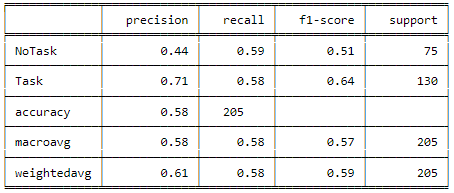 precision recall f1-score support
NoTask 0.44 0.59 0.51 75
Task 0.71 0.58 0.64 130
accuracy 0.58 205
macroavg 0.58 0.58 0.57 205
weightedavg 0.61 0.58 0.59 205